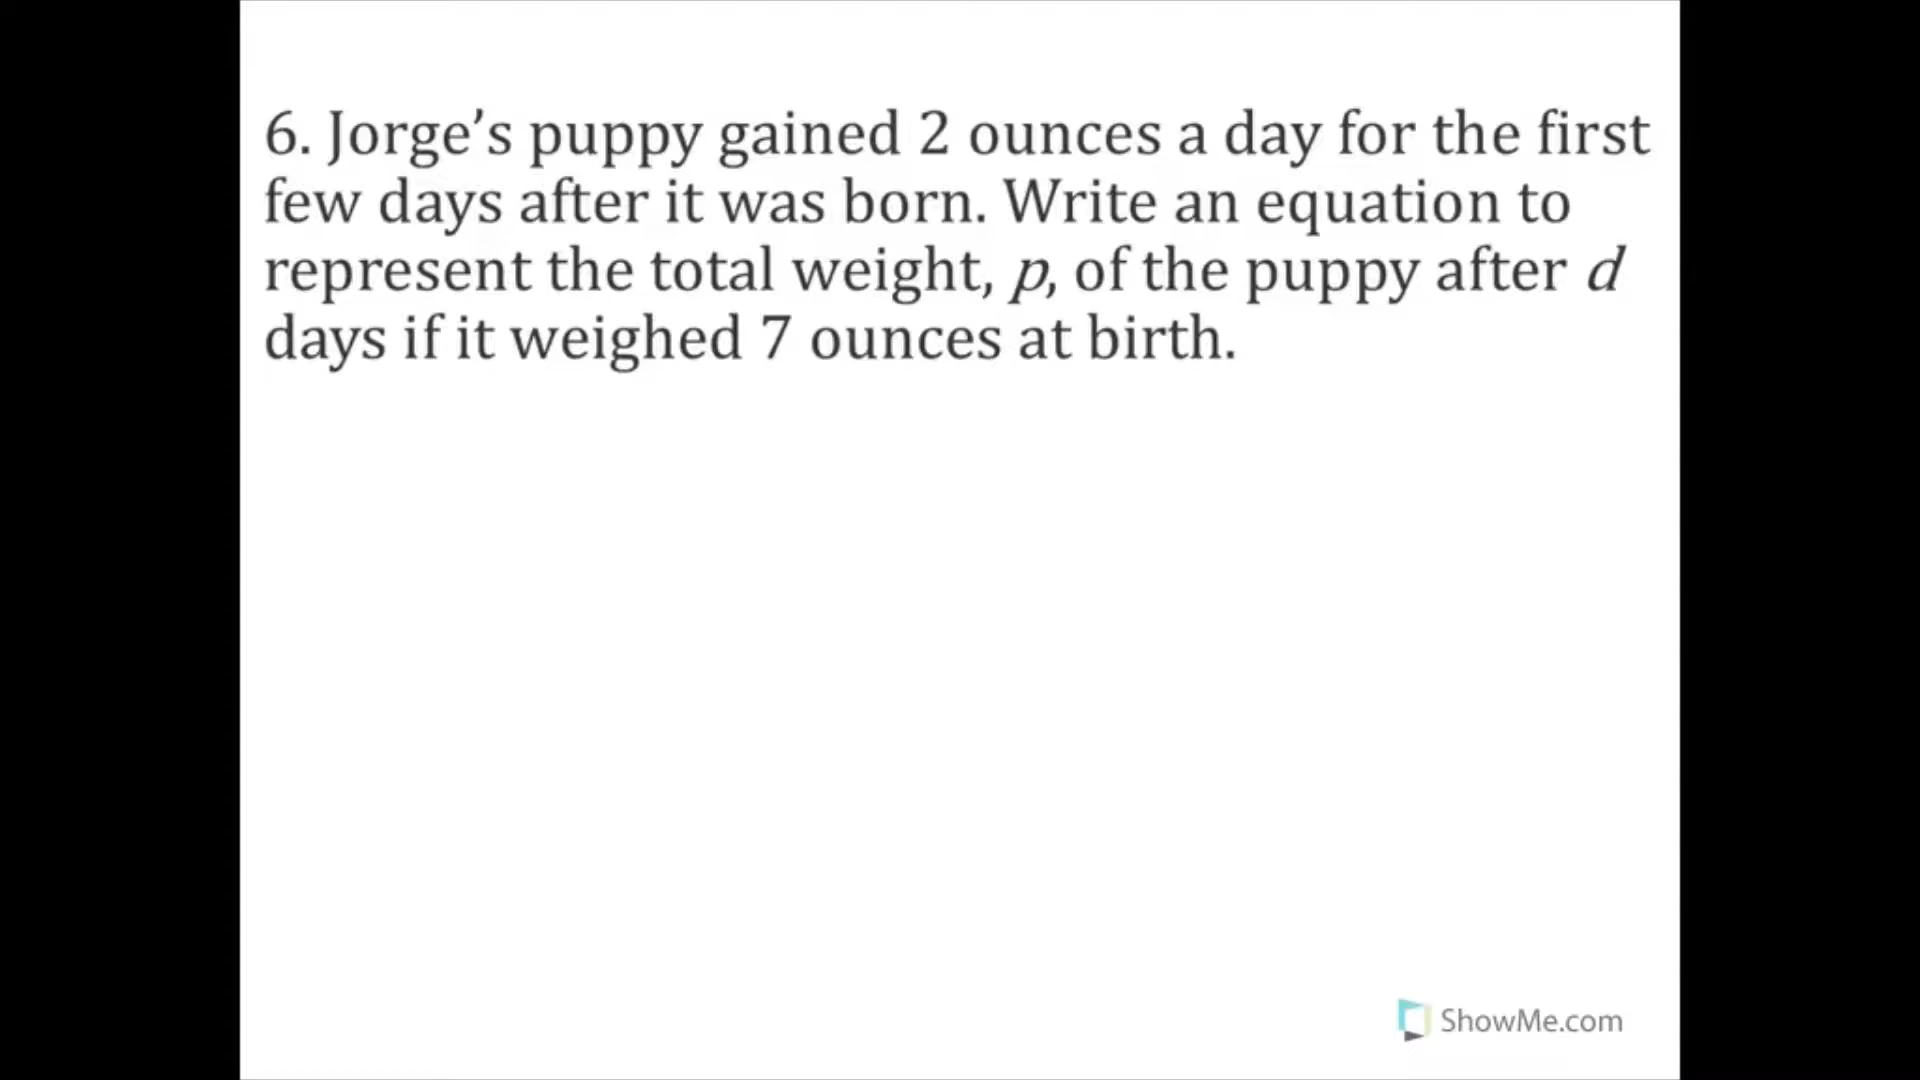 6. Jorge’s puppy gained 2 ounces a day for the first
few days after it was born. Write an equation to
represent the total weight, p, of the puppy after d
days if it weighed 7 ounces at birth.
ShowMe.com